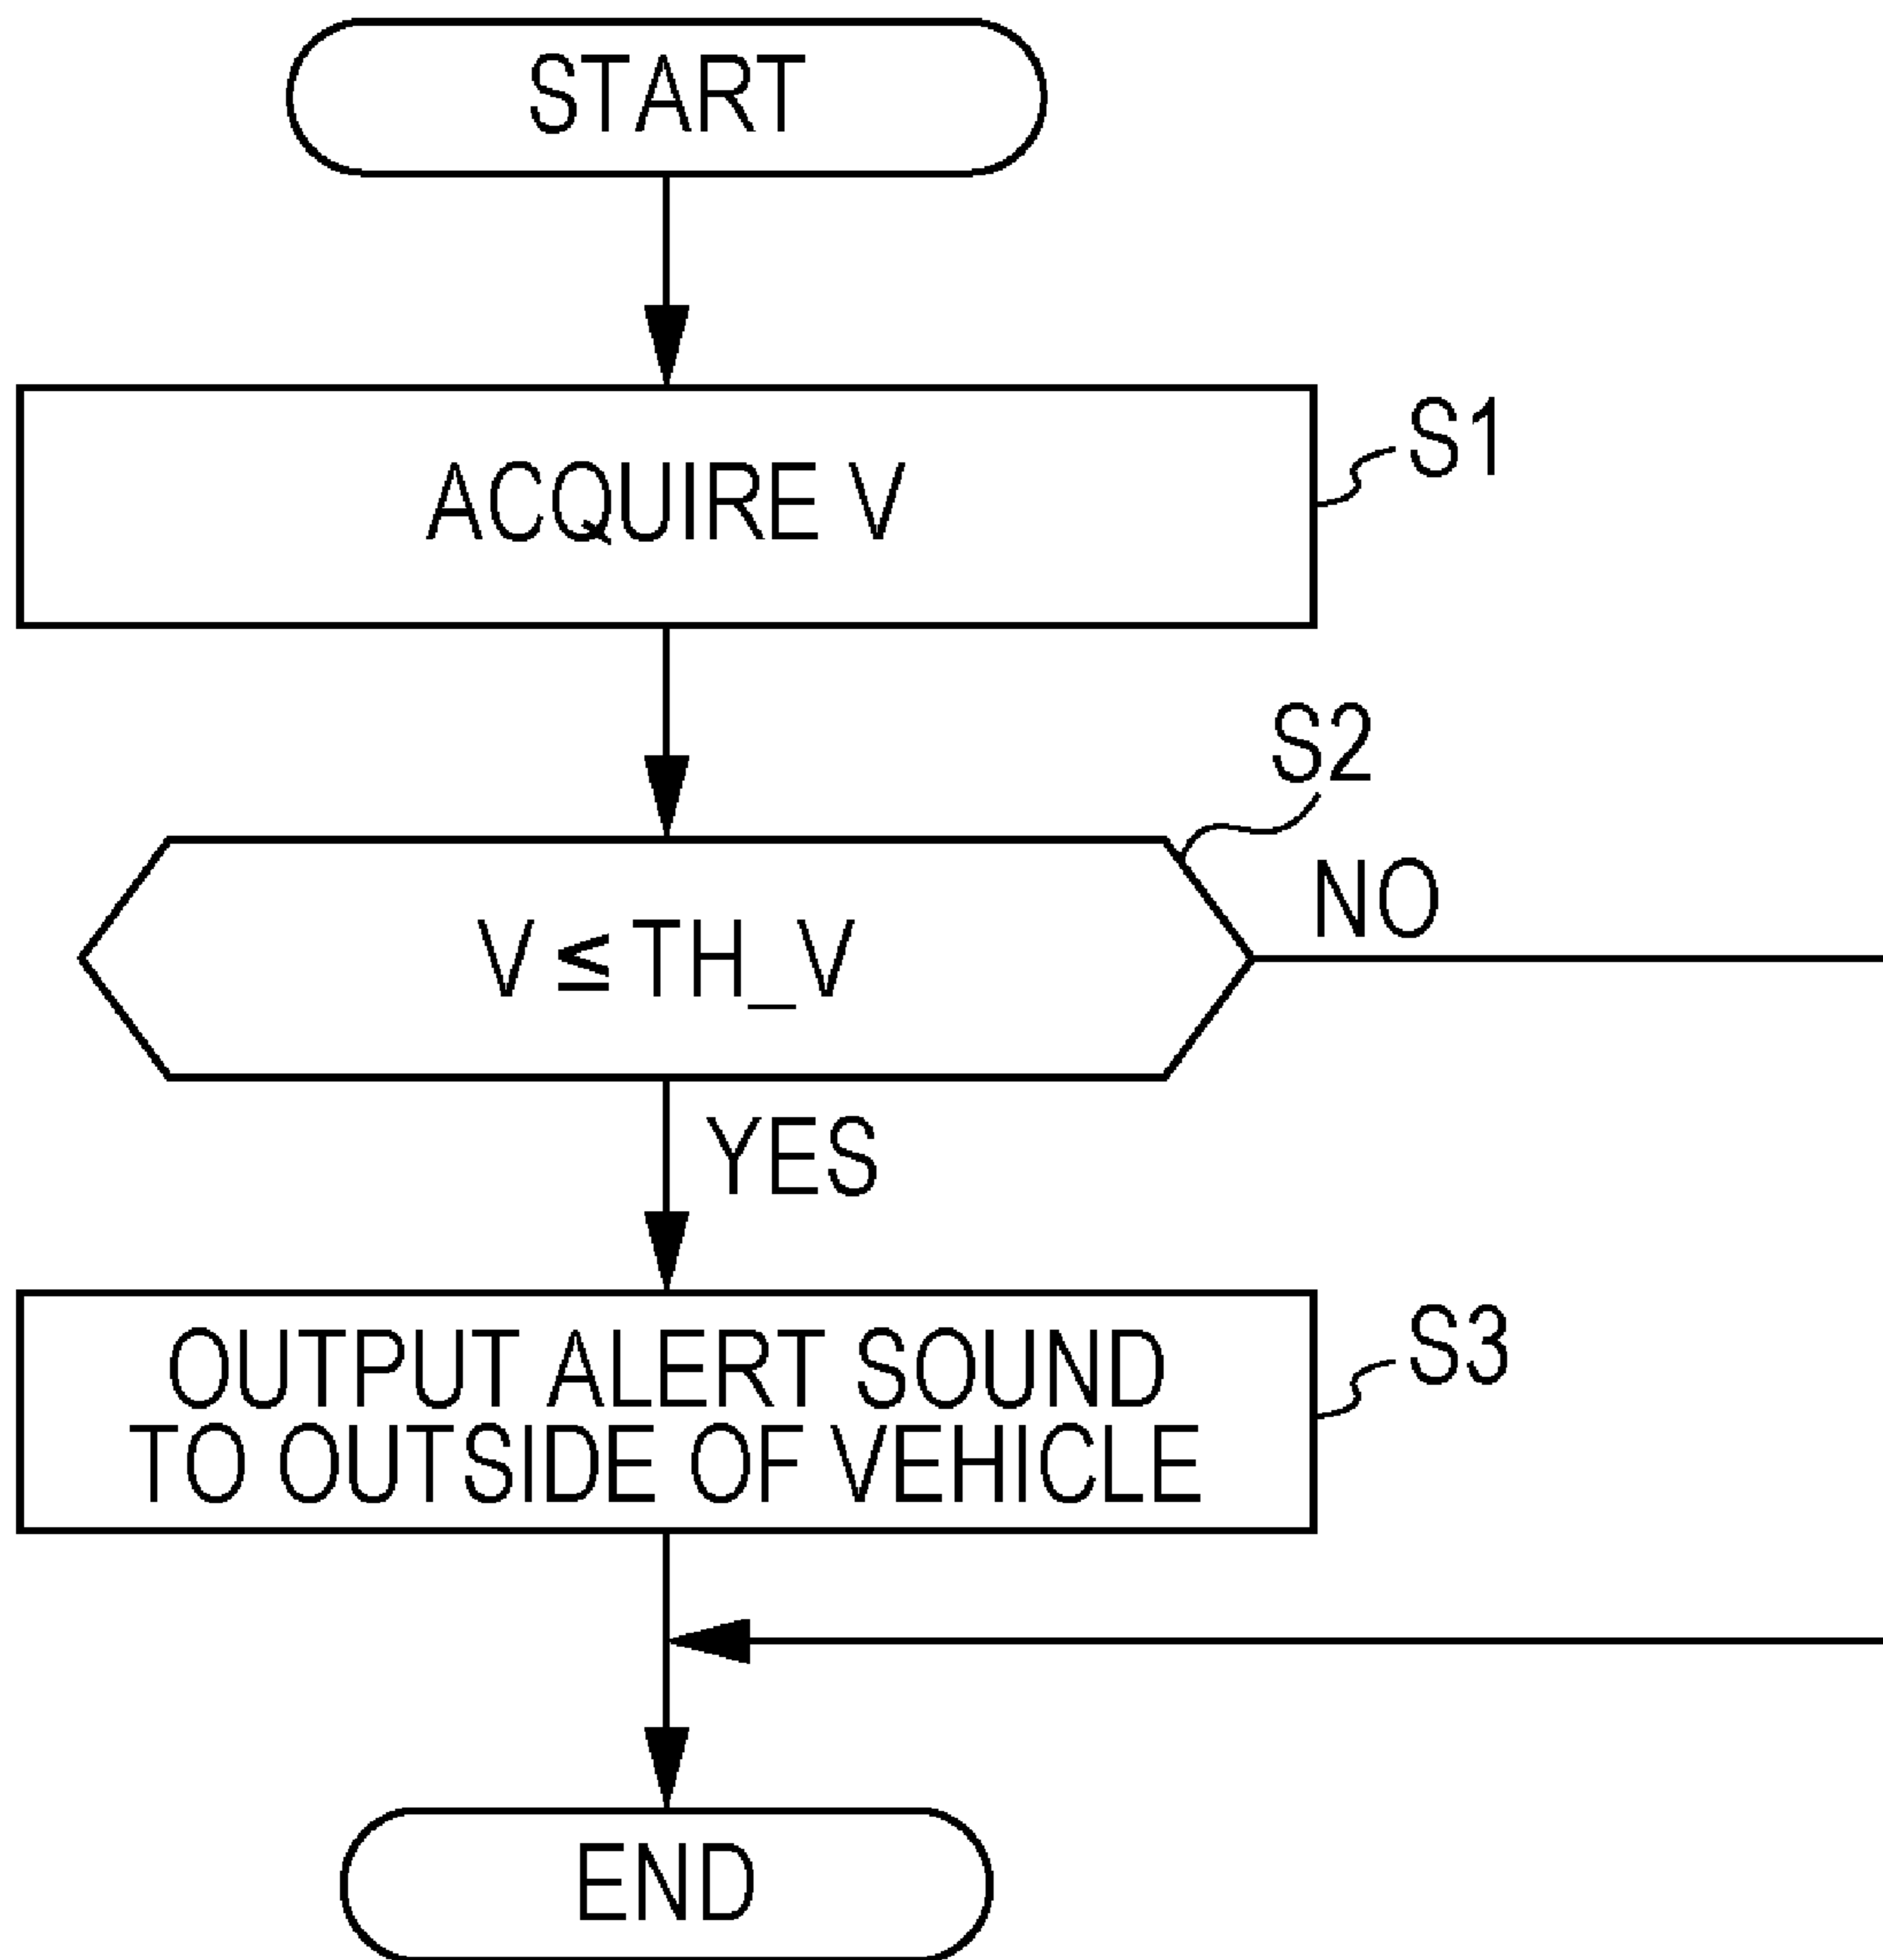 START
ACQUIRE V
S1
S2
V ≤ TH_V
NO
YES
OUTPUT ALERT SOUND
TO OUTSIDE OF VEHICLE
S3
END